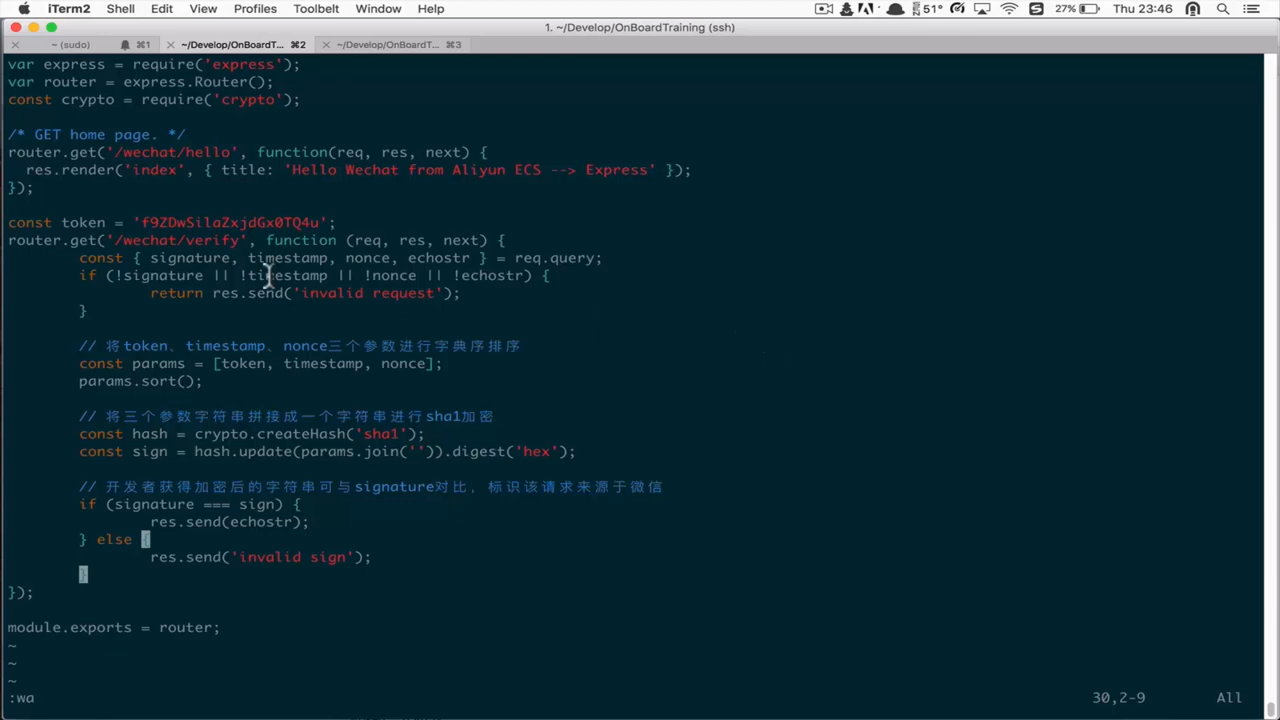 iTerm2 Shell Edit View Profiles Toolbelt Window Help 51° 27% Thu 23:46
1. ~/Develop/OnBoardTraining (ssh)
~ (sudo) ⌘1 ~/Develop/OnBoardT... ⌘2 ~/Develop/OnBoardT... ⌘3
var express = require('express');
var router = express.Router();
const crypto = require('crypto');
/* GET home page. */
router.get('/wechat/hello', function(req, res, next) {
res.render('index', { title: 'Hello Wechat from Aliyun ECS --> Express' });
});
const token = 'f9ZDwSilaZxjdGx0TQ4u';
router.get('/wechat/verify', function (req, res, next) {
const { signature, timestamp, nonce, echostr } = req.query;
if (!signature || !timestamp || !nonce || !echostr) {
return res.send('invalid request');
}
// 将token、timestamp、nonce三个参数进行字典序排序
const params = [token, timestamp, nonce];
params.sort();
// 将三个参数字符串拼接成一个字符串进行sha1加密
const hash = crypto.createHash('sha1');
const sign = hash.update(params.join('')).digest('hex');
// 开发者获得加密后的字符串可与signature对比，标识该请求来源于微信
if (signature === sign) {
res.send(echostr);
} else {
res.send('invalid sign');
}
});
module.exports = router;
~
~
~
:wa 30,2-9 All